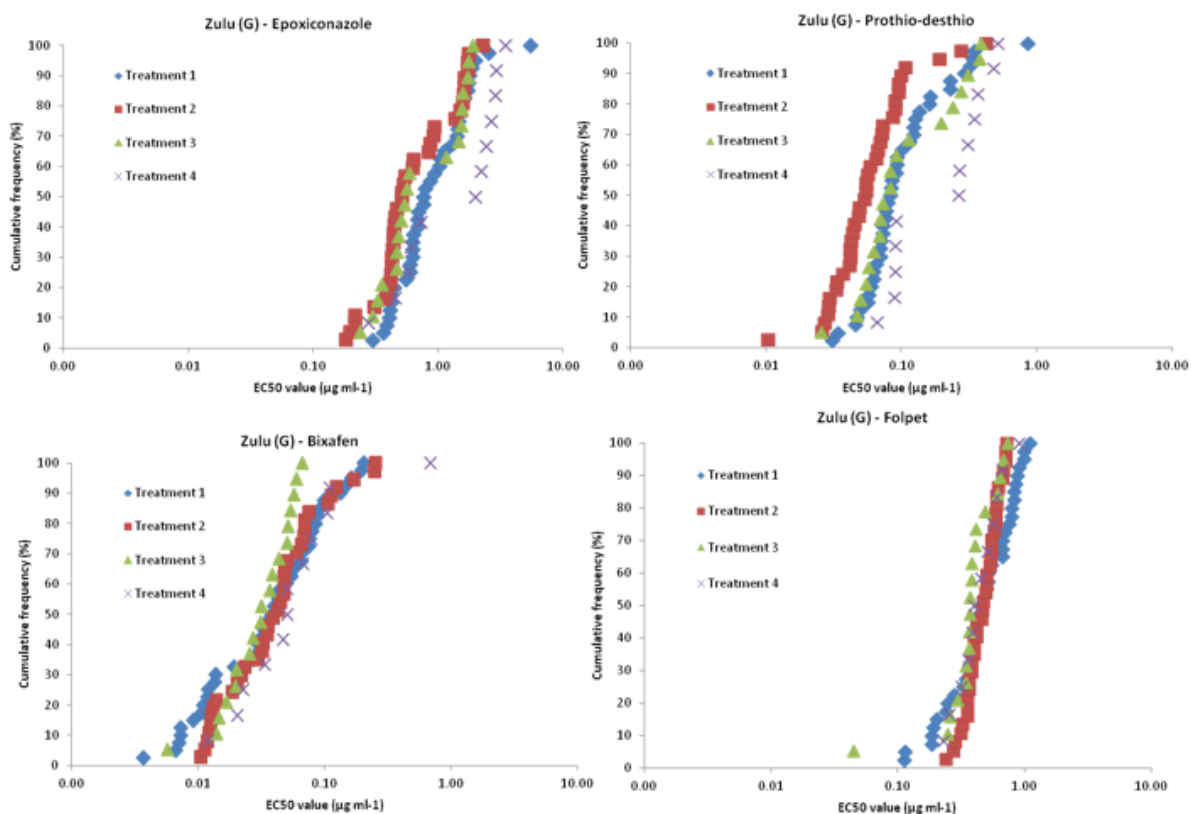 Zulu (G) - Epoxiconazole
100
90
80
70
60
50
40
30
20
10
0
Cumulative frequency (%)
Treatment 1
Treatment 2
Treatment 3
Treatment 4
0.00 0.01 0.10 1.00 10.00
EC50 value (µg ml-1)
Zulu (G) - Prothio-desthio
100
90
80
70
60
50
40
30
20
10
0
Cumulative frequency (%)
Treatment 1
Treatment 2
Treatment 3
Treatment 4
0.00 0.01 0.10 1.00 10.00
EC50 value (µg ml-1)
Zulu (G) - Bixafen
100
90
80
70
60
50
40
30
20
10
0
Cumulative frequency (%)
Treatment 1
Treatment 2
Treatment 3
Treatment 4
0.00 0.01 0.10 1.00 10.00
EC50 value (µg ml-1)
Zulu (G) - Folpet
100
90
80
70
60
50
40
30
20
10
0
Cumulative frequency (%)
Treatment 1
Treatment 2
Treatment 3
Treatment 4
0.00 0.01 0.10 1.00 10.00
EC50 value (µg ml-1)